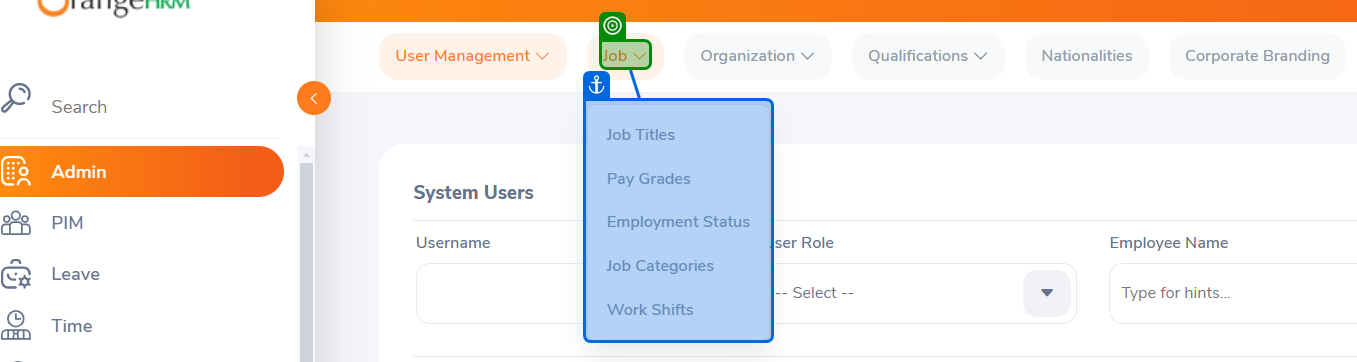 OrangeHRM
User Management
Job
Organization
Qualifications
Nationalities
Corporate Branding
Search
Admin
PIM
Leave
Time
Job Titles
Pay Grades
Employment Status
Job Categories
Work Shifts
System Users
Username
ser Role
Employee Name
-- Select --
Type for hints...